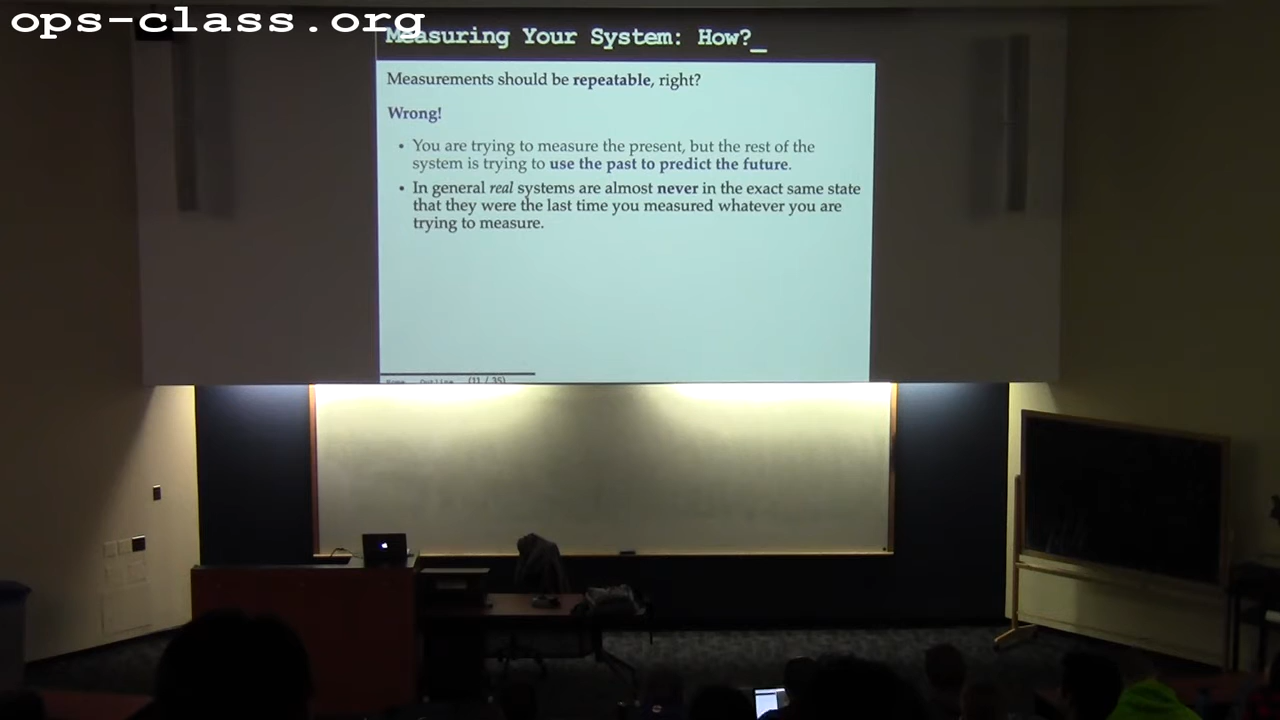 ops-class.org
Measuring Your System: How?_
Measurements should be repeatable, right?
Wrong!
• You are trying to measure the present, but the rest of the
system is trying to use the past to predict the future.
• In general real systems are almost never in the exact same state
that they were the last time you measured whatever you are
trying to measure.
Outline (11 / 35)